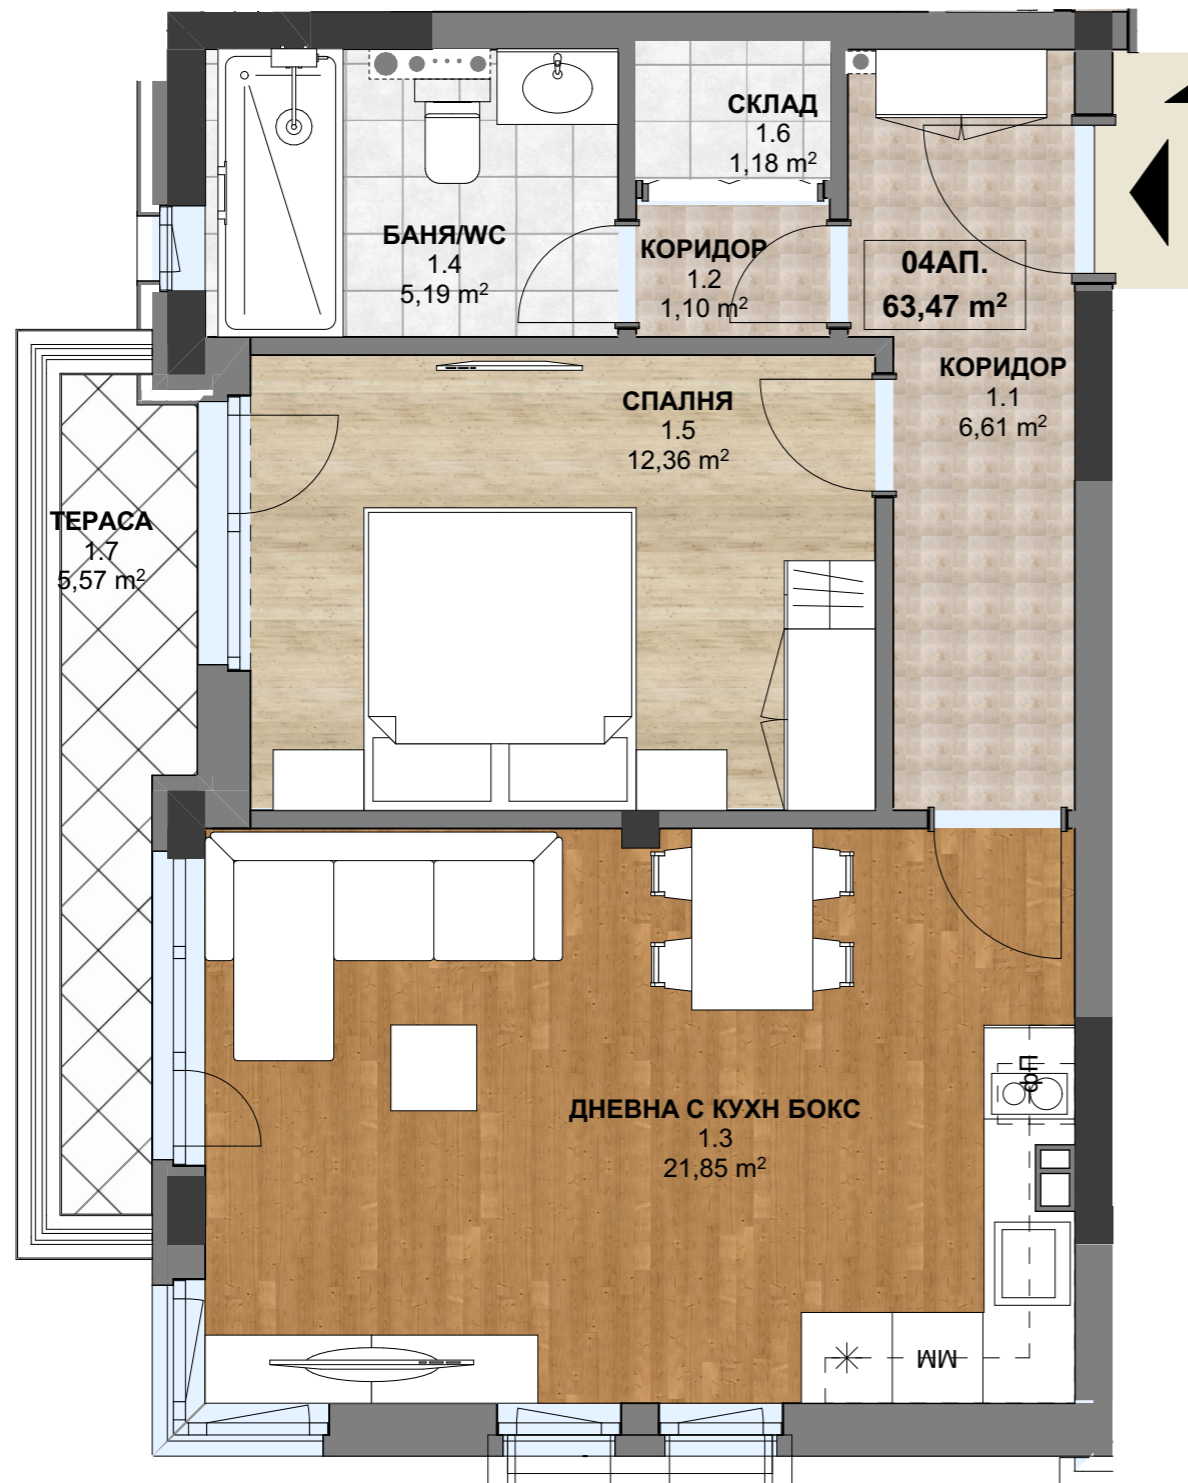 СКЛАД
1.6
1,18 m²
БАНЯ/WC
1.4
5,19 m²
КОРИДОР
1.2
1,10 m²
04АП.
63,47 m²
КОРИДОР
1.1
6,61 m²
СПАЛНЯ
1.5
12,36 m²
ТЕРАСА
1.7
5,57 m²
ДНЕВНА С КУХН БОКС
1.3
21,85 m²
фП
ММ